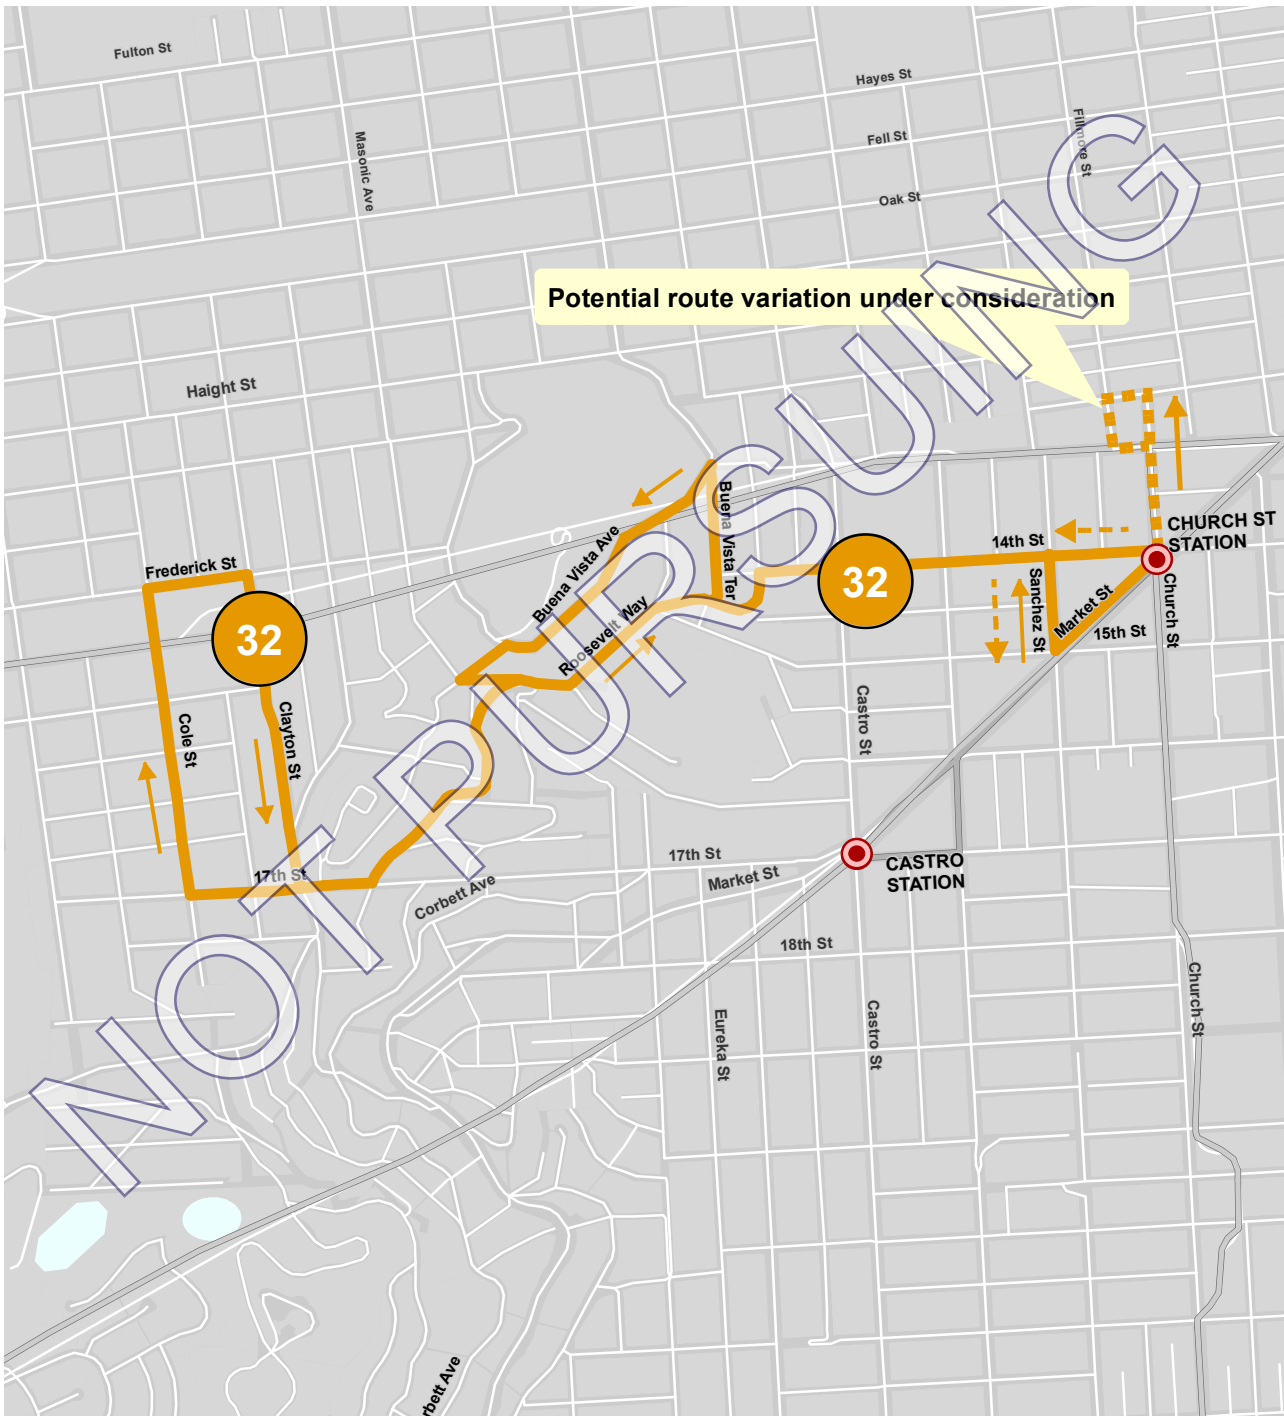 Fulton St
Hayes St
Masonic Ave
Fillmore St
Fell St
Oak St
Potential route variation under consideration
Haight St
Buena Vista Ter
CHURCH ST
STATION
14th St
Buena Vista Ave
Frederick St
32
32
Sanchez St
Market St
Church St
15th St
Roosevelt Way
Cole St
Clayton St
Castro St
17th St
17th St
CASTRO
STATION
Market St
Corbett Ave
18th St
Church St
Eureka St
Castro St
rbett Ave
NOT PURSUING